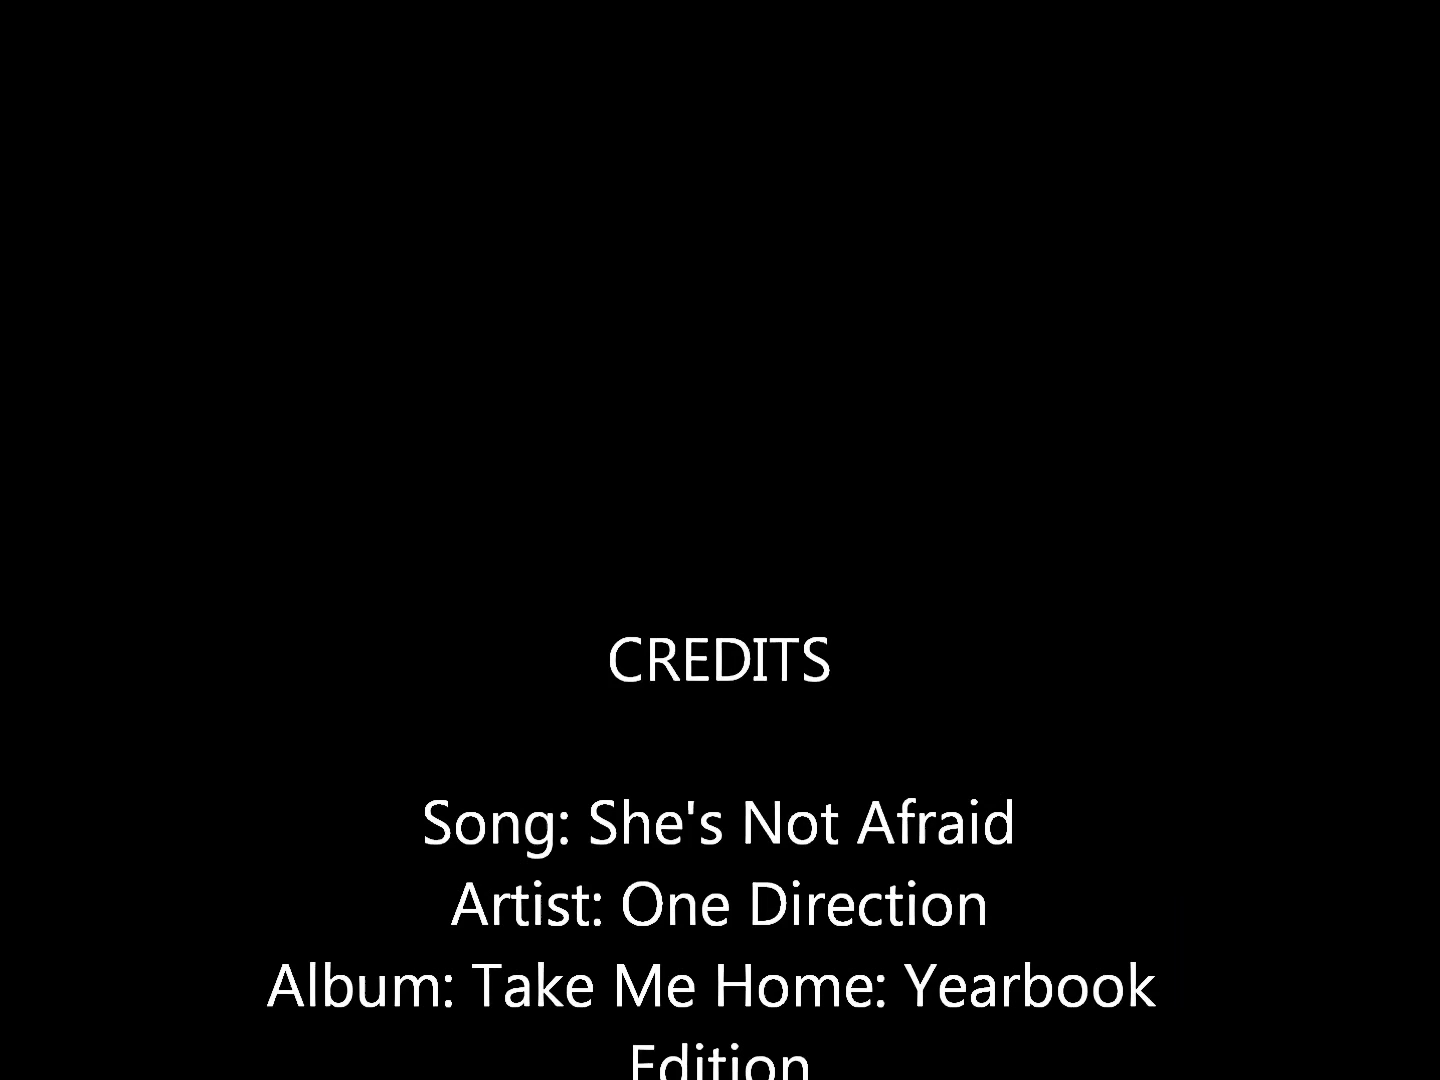 CREDITS
Song: She's Not Afraid
Artist: One Direction
Album: Take Me Home: Yearbook
Edition